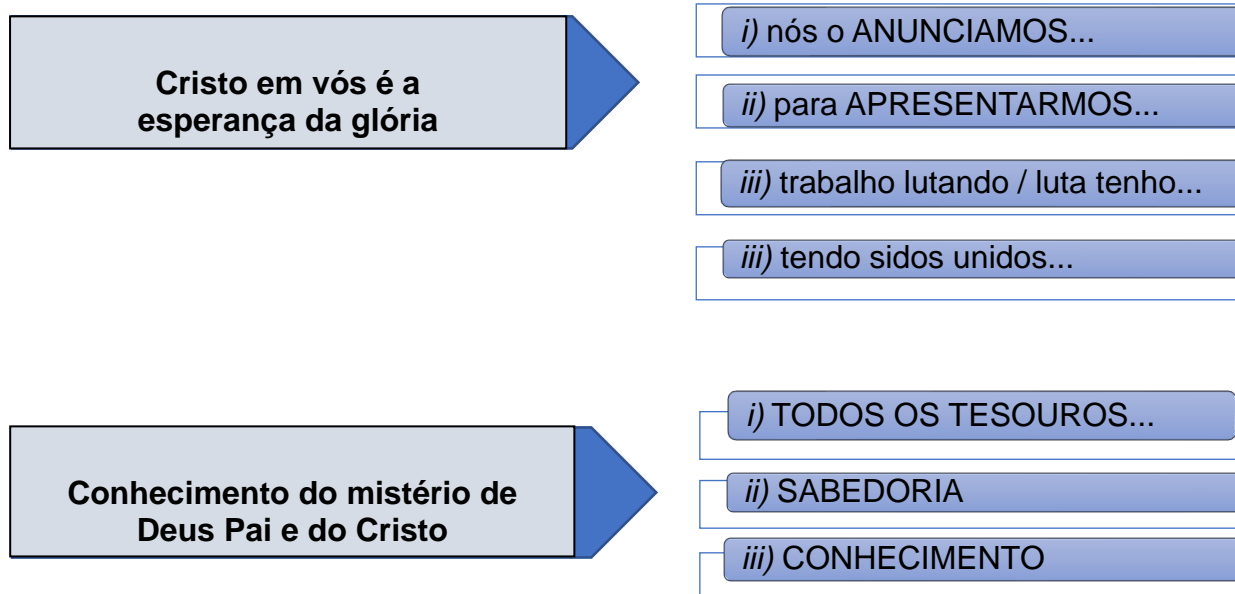 Cristo em vós é a
esperança da glória
i) nós o ANUNCIAMOS...
ii) para APRESENTARMOS...
iii) trabalho lutando / luta tenho...
iii) tendo sidos unidos...
Conhecimento do mistério de
Deus Pai e do Cristo
i) TODOS OS TESOUROS...
ii) SABEDORIA
iii) CONHECIMENTO